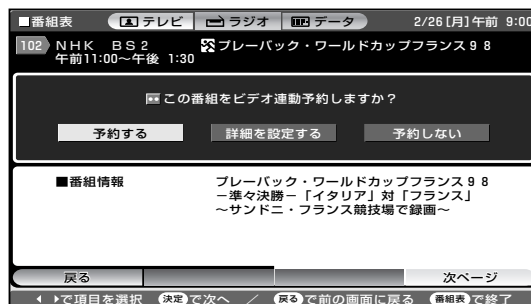 ■番組表 テレビ ラジオ データ 2/26[月]午前 9:00
102 NHK BS2 プレーバック・ワールドカップフランス98
午前11:00~午後 1:30
この番組をビデオ連動予約しますか?
予約する 詳細を設定する 予約しない
■番組情報 プレーバック・ワールドカップフランス98
-準々決勝-「イタリア」対「フランス」
~サンドニ・フランス競技場で録画~
戻る 次ページ
で項目を選択 決定で次へ / 戻るで前の画面に戻る 番組表で終了